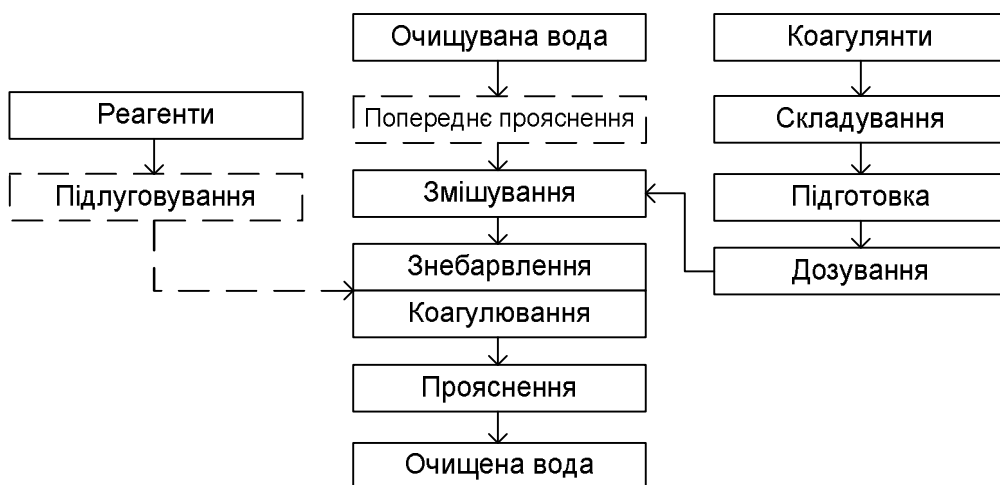 Очищувана вода
Коагулянти
Реагенти
Попереднє прояснення
Складування
Підлуговування
Змішування
Підготовка
Знебарвлення
Дозування
Коагулювання
Прояснення
Очищена вода